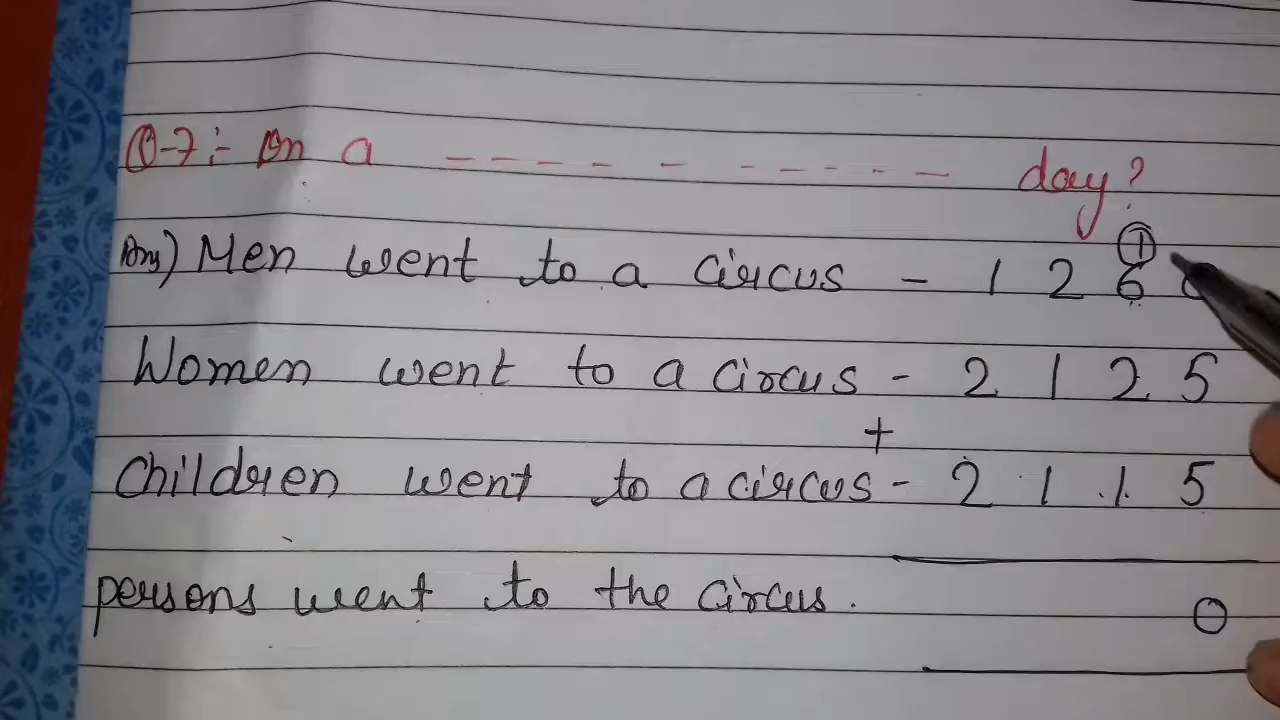 Q-7:- On a - - - - - - - - - - day?
Ans) Men went to a circus - 1 2 6
Women went to a circus - 2 1 2 5
+
Children went to a circus - 2 1 1 5
persons went to the circus. 0